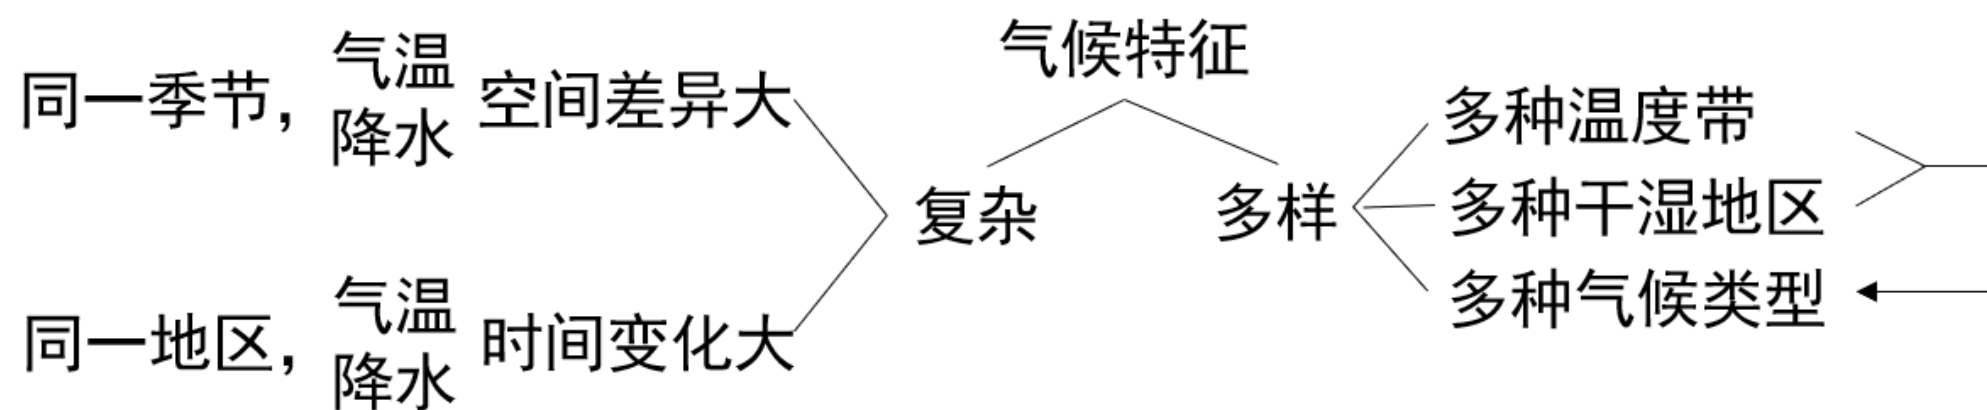 气候特征
同一季节，气温 空间差异大
降水
复杂
多样
多种温度带
多种干湿地区
多种气候类型
同一地区，气温 时间变化大
降水